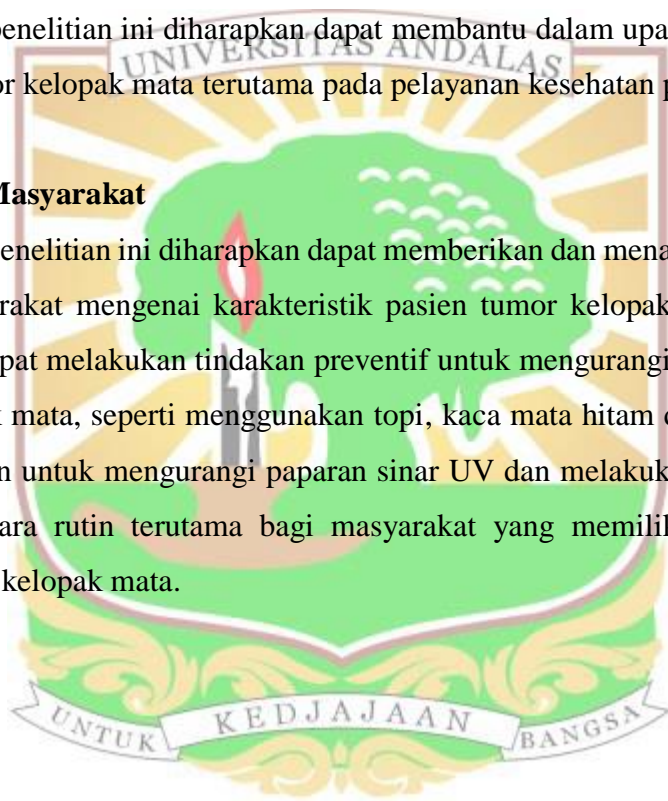 penelitian ini diharapkan dapat membantu dalam upa
UNIVERSITAS ANDALAS
or kelopak mata terutama pada pelayanan kesehatan p
Masyarakat
penelitian ini diharapkan dapat memberikan dan mena
arakat mengenai karakteristik pasien tumor kelopak
pat melakukan tindakan preventif untuk mengurangi
k mata, seperti menggunakan topi, kaca mata hitam d
n untuk mengurangi paparan sinar UV dan melakuk
ara rutin terutama bagi masyarakat yang memilik
kelopak mata.
UNTUK KEDJAJAAN BANGSA